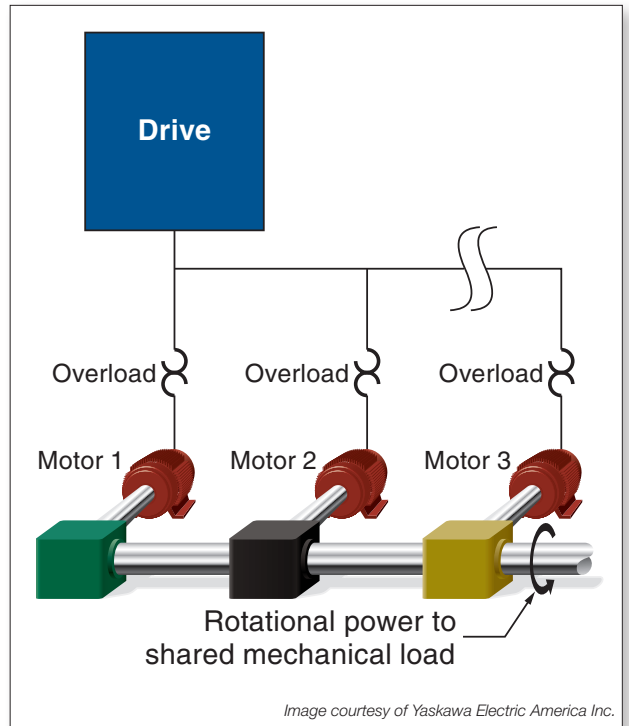 Drive
Overload
Overload
Overload
Motor 1
Motor 2
Motor 3
Rotational power to
shared mechanical load
Image courtesy of Yaskawa Electric America Inc.